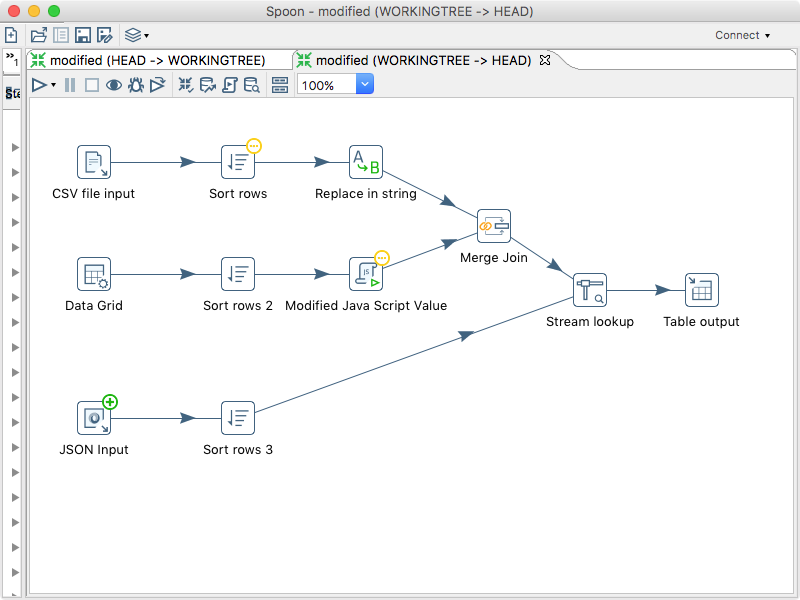 Spoon - modified (WORKINGTREE -> HEAD)
Connect
1
modified (HEAD -> WORKINGTREE)
modified (WORKINGTREE -> HEAD)
100%
CSV file input
Sort rows
Replace in string
Merge Join
Data Grid
Sort rows 2
Modified Java Script Value
Stream lookup
Table output
JSON Input
Sort rows 3